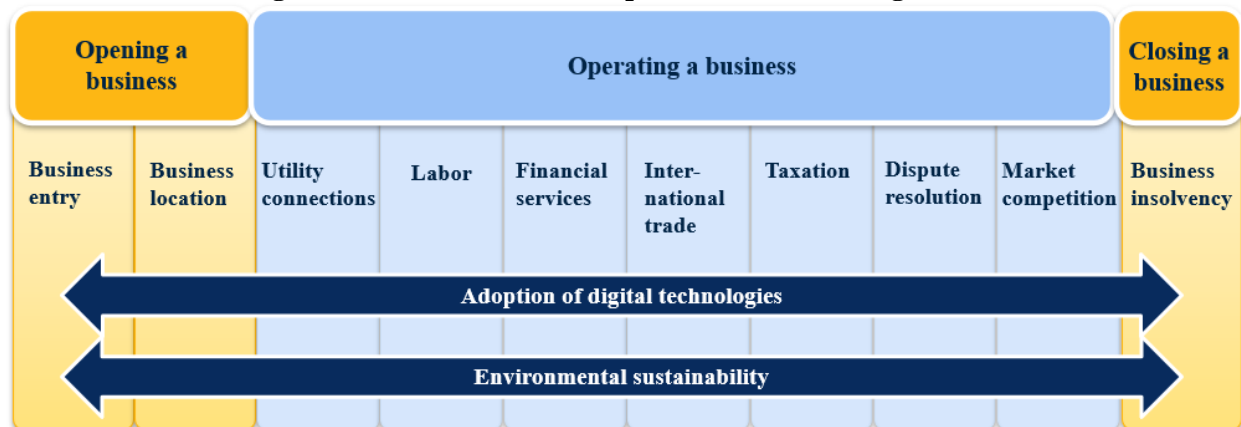 Opening a
business
Operating a business
Closing a
business
Business
entry
Business
location
Utility
connections
Labor
Financial
services
Inter-
national
trade
Taxation
Dispute
resolution
Market
competition
Business
insolvency
Adoption of digital technologies
Environmental sustainability